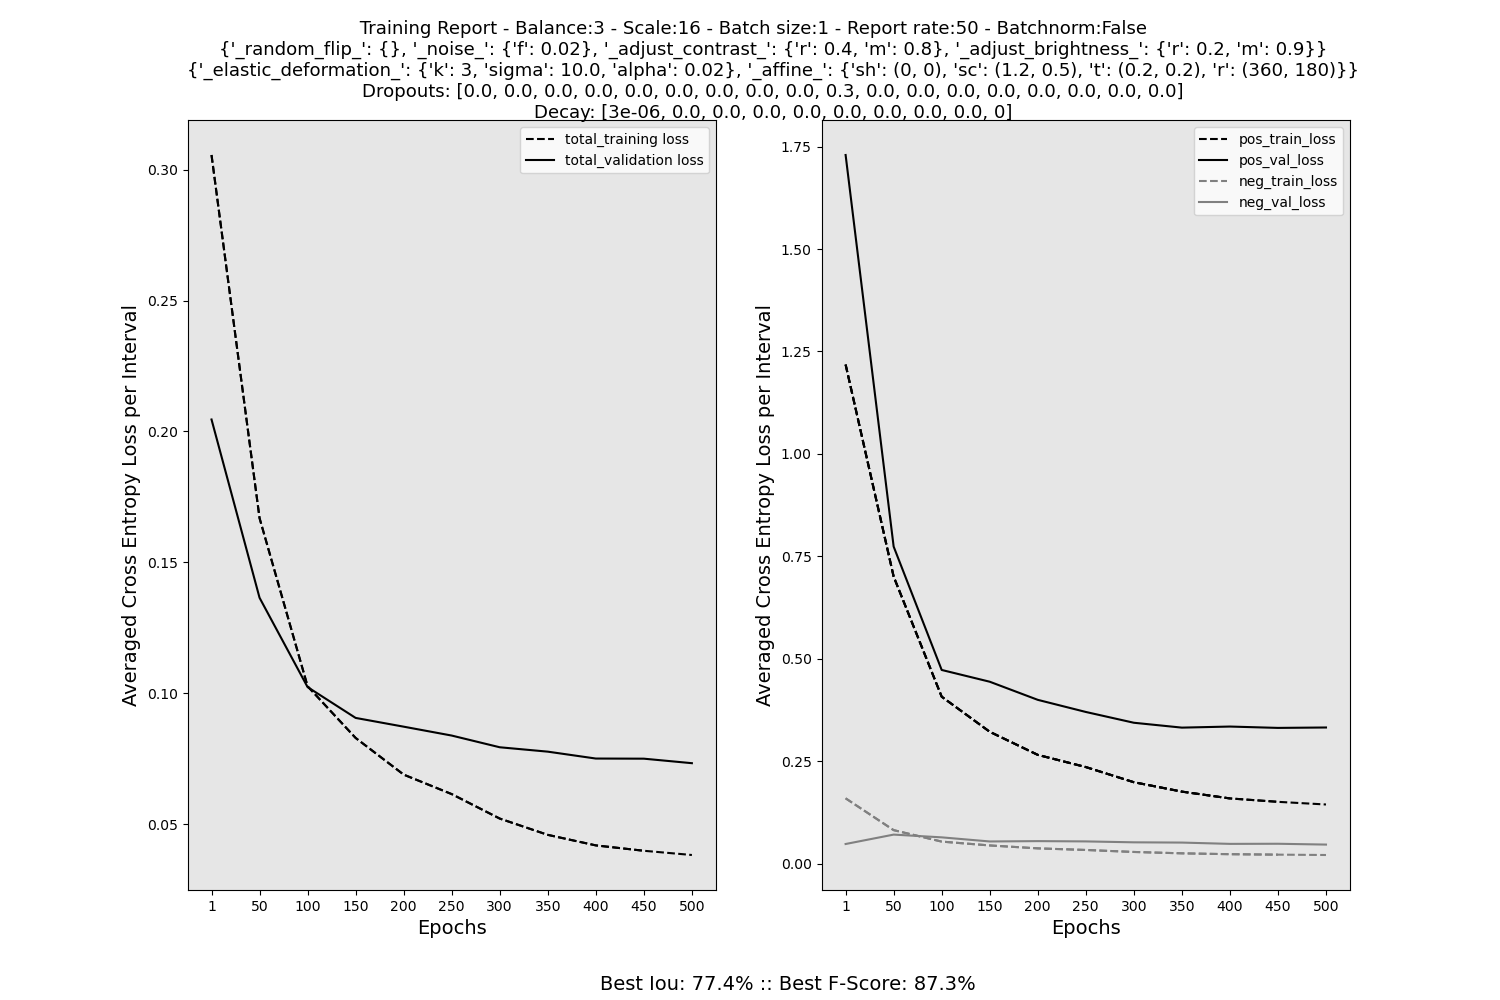 Training Report - Balance:3 - Scale:16 - Batch size:1 - Report rate:50 - Batchnorm:False
{'_random_flip_': {}, '_noise_': {'f': 0.02}, '_adjust_contrast_': {'r': 0.4, 'm': 0.8}, '_adjust_brightness_': {'r': 0.2, 'm': 0.9}}
{'_elastic_deformation_': {'k': 3, 'sigma': 10.0, 'alpha': 0.02}, '_affine_': {'sh': (0, 0), 'sc': (1.2, 0.5), 't': (0.2, 0.2), 'r': (360, 180)}}
Dropouts: [0.0, 0.0, 0.0, 0.0, 0.0, 0.0, 0.0, 0.0, 0.0, 0.3, 0.0, 0.0, 0.0, 0.0, 0.0, 0.0, 0.0, 0.0]
Decay: [3e-06, 0.0, 0.0, 0.0, 0.0, 0.0, 0.0, 0.0, 0.0, 0]
total_training loss
total_validation loss
0.30
0.25
0.20
0.15
0.10
0.05
Averaged Cross Entropy Loss per Interval
1 50 100 150 200 250 300 350 400 450 500
Epochs
pos_train_loss
pos_val_loss
neg_train_loss
neg_val_loss
1.75
1.50
1.25
1.00
0.75
0.50
0.25
0.00
Averaged Cross Entropy Loss per Interval
1 50 100 150 200 250 300 350 400 450 500
Epochs
Best Iou: 77.4% :: Best F-Score: 87.3%